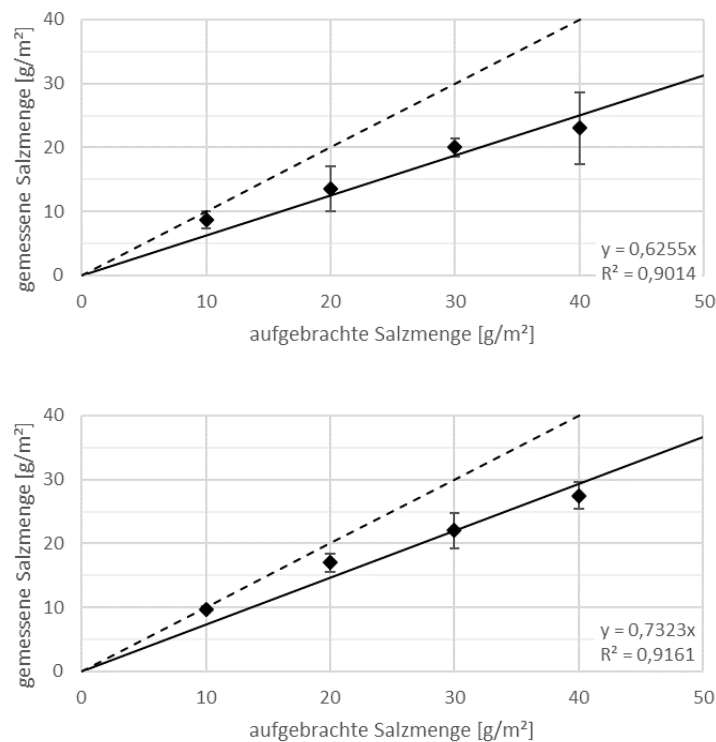 40
30
20
10
0
gemessene Salzmenge [g/m²]
y = 0,6255x
R² = 0,9014
0 10 20 30 40 50
aufgebrachte Salzmenge [g/m²]
40
30
20
10
0
gemessene Salzmenge [g/m²]
y = 0,7323x
R² = 0,9161
0 10 20 30 40 50
aufgebrachte Salzmenge [g/m²]